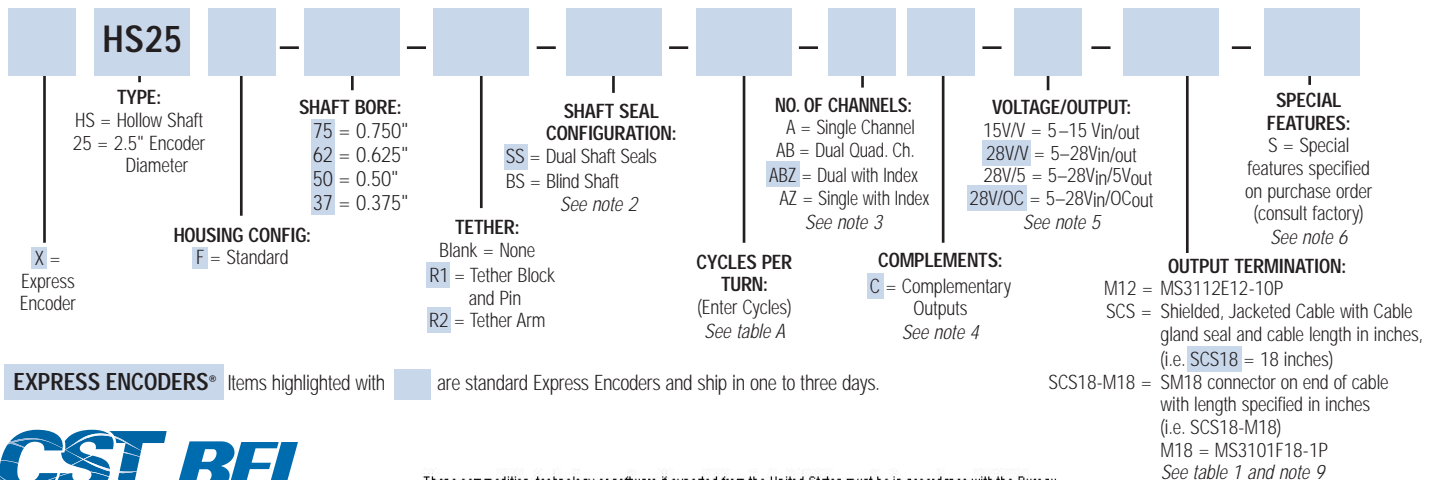 HS25 – – – – – – – –
TYPE:
HS = Hollow Shaft
25 = 2.5" Encoder
Diameter
SHAFT BORE:
75 = 0.750"
62 = 0.625"
50 = 0.50"
37 = 0.375"
SHAFT SEAL
CONFIGURATION:
SS = Dual Shaft Seals
BS = Blind Shaft
See note 2
NO. OF CHANNELS:
A = Single Channel
AB = Dual Quad. Ch.
ABZ = Dual with Index
AZ = Single with Index
See note 3
VOLTAGE/OUTPUT:
15V/V = 5–15 Vin/out
28V/V = 5–28Vin/out
28V/5 = 5–28Vin/5Vout
28V/OC = 5–28Vin/OCout
See note 5
SPECIAL
FEATURES:
S = Special
features specified
on purchase order
(consult factory)
See note 6
X =
Express
Encoder
HOUSING CONFIG:
F = Standard
TETHER:
Blank = None
R1 = Tether Block
and Pin
R2 = Tether Arm
CYCLES PER
TURN:
(Enter Cycles)
See table A
COMPLEMENTS:
C = Complementary
Outputs
See note 4
OUTPUT TERMINATION:
M12 = MS3112E12-10P
SCS = Shielded, Jacketed Cable with Cable
gland seal and cable length in inches,
(i.e. SCS18 = 18 inches)
SCS18-M18 = SM18 connector on end of cable
with length specified in inches
(i.e. SCS18-M18)
M18 = MS3101F18-1P
See table 1 and note 9
EXPRESS ENCODERS® Items highlighted with are standard Express Encoders and ship in one to three days.
CST BEI